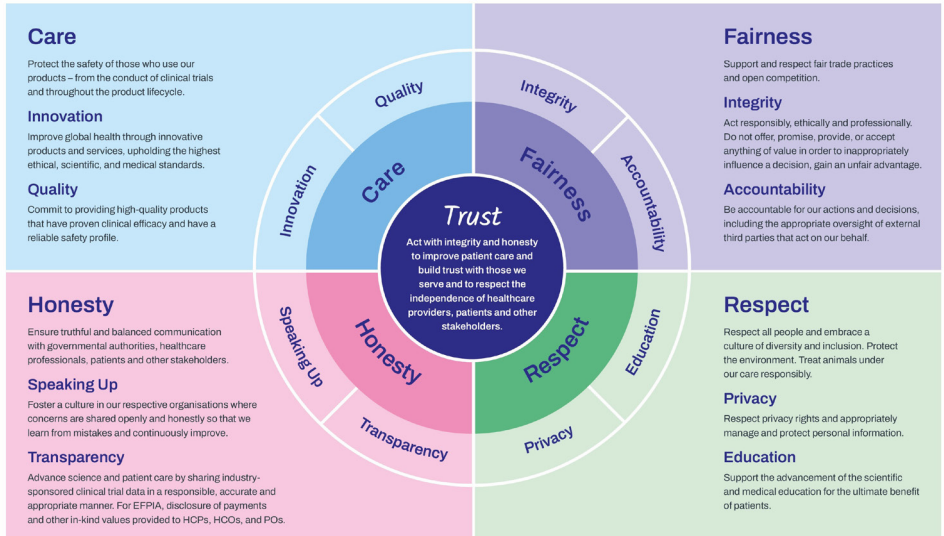 Care
Protect the safety of those who use our
products – from the conduct of clinical trials
and throughout the product lifecycle.
Innovation
Improve global health through innovative
products and services, upholding the highest
ethical, scientific, and medical standards.
Quality
Commit to providing high-quality products
that have proven clinical efficacy and have a
reliable safety profile.
Fairness
Support and respect fair trade practices
and open competition.
Integrity
Act responsibly, ethically and professionally.
Do not offer, promise, provide, or accept
anything of value in order to inappropriately
influence a decision, gain an unfair advantage.
Accountability
Be accountable for our actions and decisions,
including the appropriate oversight of external
third parties that act on our behalf.
Quality
Innovation
Care
Integrity
Accountability
Fairness
Trust
Act with integrity and honesty
to improve patient care and
build trust with those we
serve and to respect the
independence of healthcare
providers, patients and other
stakeholders.
Speaking Up
Transparency
Honesty
Education
Privacy
Respect
Honesty
Ensure truthful and balanced communication
with governmental authorities, healthcare
professionals, patients and other stakeholders.
Speaking Up
Foster a culture in our respective organisations where
concerns are shared openly and honestly so that we
learn from mistakes and continuously improve.
Transparency
Advance science and patient care by sharing industry-
sponsored clinical trial data in a responsible, accurate and
appropriate manner. For EFPIA, disclosure of payments
and other in-kind values provided to HCPs, HCOs, and POs.
Respect
Respect all people and embrace a
culture of diversity and inclusion. Protect
the environment. Treat animals under
our care responsibly.
Privacy
Respect privacy rights and appropriately
manage and protect personal information.
Education
Support the advancement of the scientific
and medical education for the ultimate benefit
of patients.